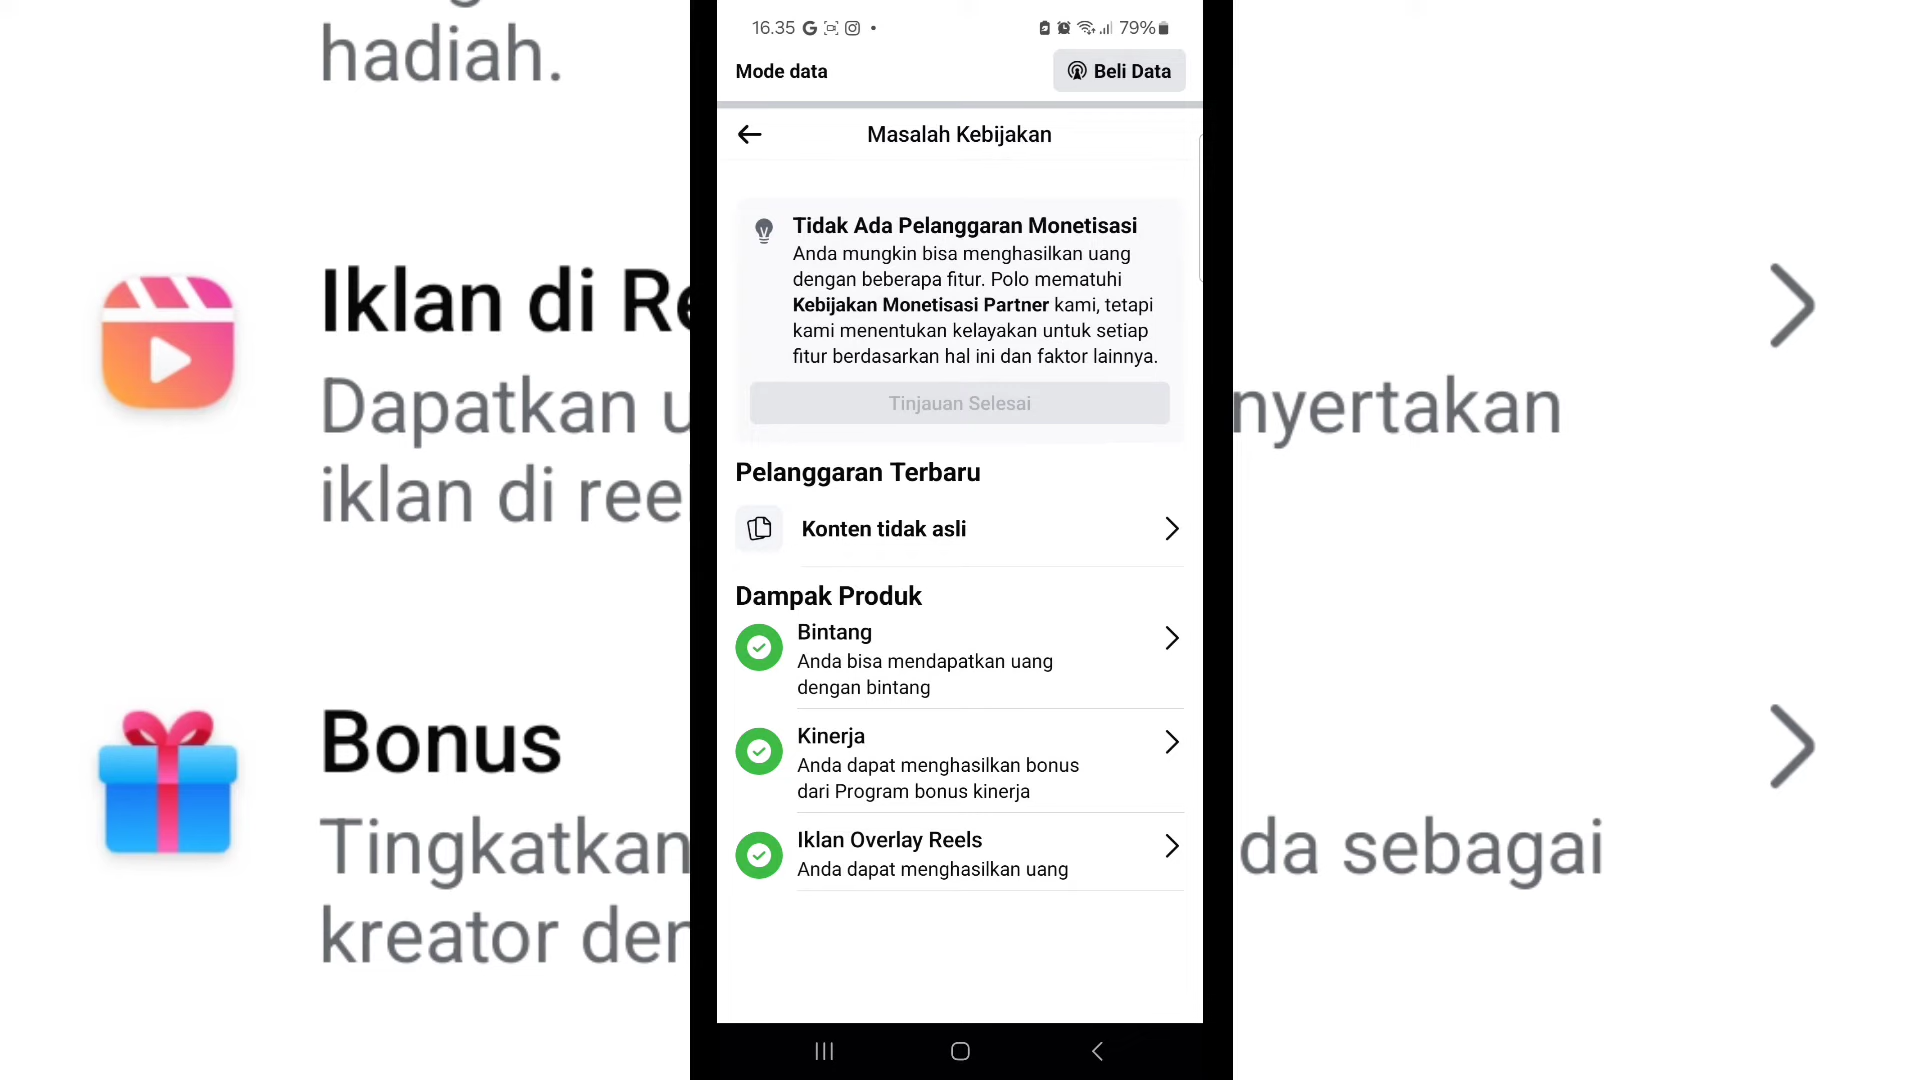 hadiah.
Iklan di Re
Dapatkan u
nyertakan
iklan di ree
Bonus
Tingkatkan
da sebagai
kreator der
16.35
79%
Mode data
Beli Data
Masalah Kebijakan
Tidak Ada Pelanggaran Monetisasi
Anda mungkin bisa menghasilkan uang
dengan beberapa fitur. Polo mematuhi
Kebijakan Monetisasi Partner kami, tetapi
kami menentukan kelayakan untuk setiap
fitur berdasarkan hal ini dan faktor lainnya.
Tinjauan Selesai
Pelanggaran Terbaru
Konten tidak asli
Dampak Produk
Bintang
Anda bisa mendapatkan uang
dengan bintang
Kinerja
Anda dapat menghasilkan bonus
dari Program bonus kinerja
Iklan Overlay Reels
Anda dapat menghasilkan uang